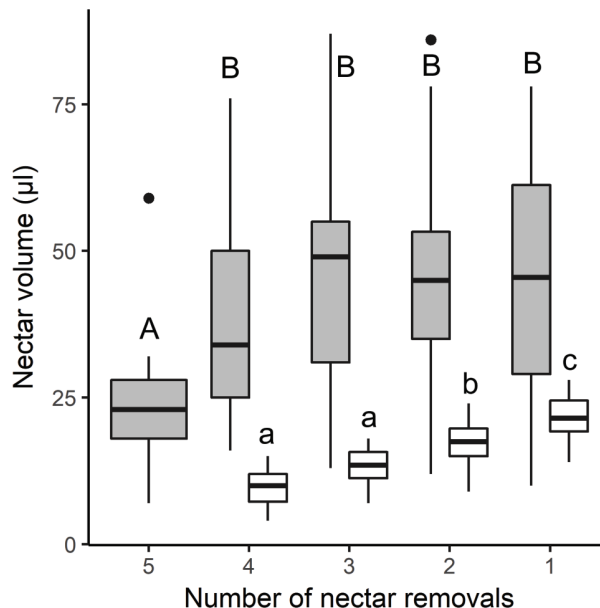 B B B B
75
50
A
c
b
a a
25
0
5 4 3 2 1
Number of nectar removals
Nectar volume (µl)